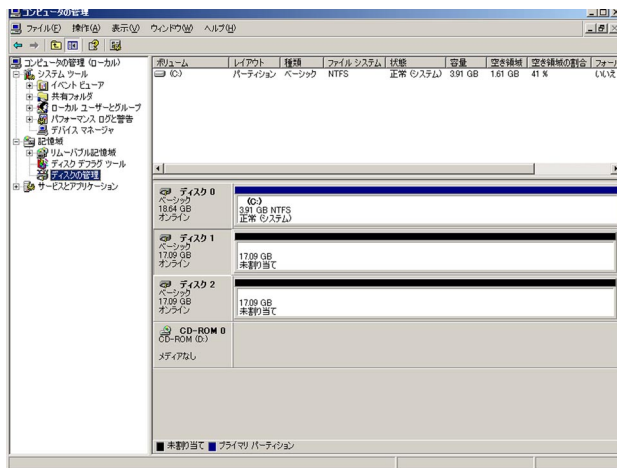 コンピュータの管理
ファイル(F) 操作(A) 表示(V) ウィンドウ(W) ヘルプ(H)
コンピュータの管理 (ローカル)
システム ツール
イベント ビューア
共有フォルダ
ローカル ユーザーとグループ
パフォーマンス ログと警告
デバイス マネージャ
記憶域
リムーバブル記憶域
ディスク デフラグ ツール
ディスクの管理
サービスとアプリケーション
ボリューム レイアウト 種類 ファイル システム 状態 容量 空き領域 空き領域の割合 フォー
(C:) パーティション ベーシック NTFS 正常 (システム) 3.91 GB 1.61 GB 41 % いいえ
ディスク 0
ベーシック
18.64 GB
オンライン
(C:)
3.91 GB NTFS
正常 (システム)
ディスク 1
ベーシック
17.09 GB
オンライン
17.09 GB
未割り当て
ディスク 2
ベーシック
17.09 GB
オンライン
17.09 GB
未割り当て
CD-ROM 0
CD-ROM (D:)
メディアなし
未割り当て プライマリ パーティション